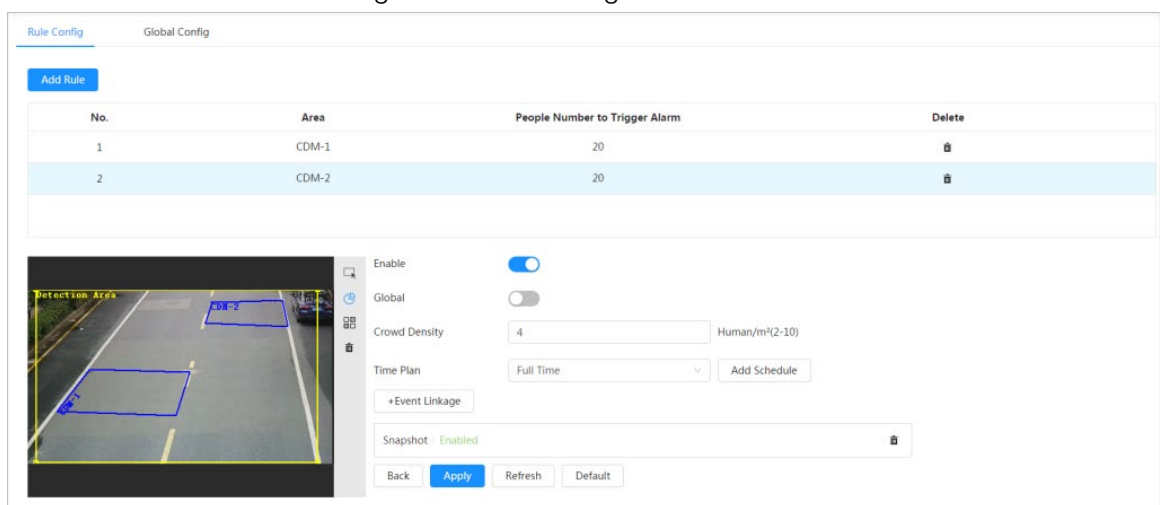 Rule Config Global Config
Add Rule
No. Area People Number to Trigger Alarm Delete
1 CDM-1 20
2 CDM-2 20
Detection Area
CDM-2
CDM-1
Enable
Global
Crowd Density 4 Human/m²(2-10)
Time Plan Full Time Add Schedule
+Event Linkage
Snapshot Enabled
Back Apply Refresh Default